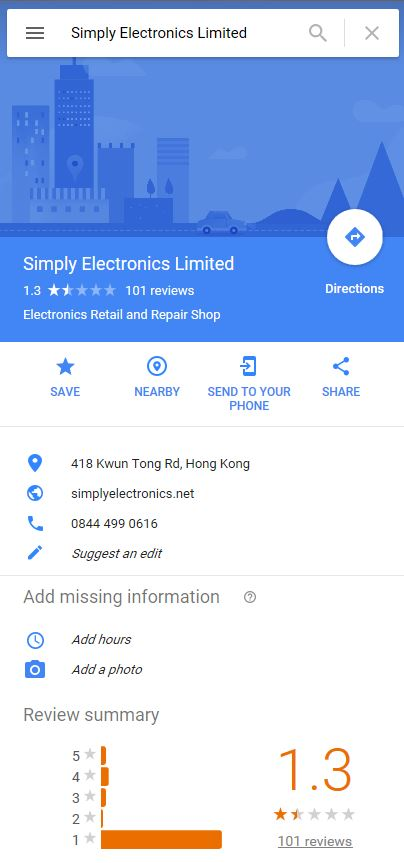 Simply Electronics Limited
Simply Electronics Limited
1.3 101 reviews
Directions
Electronics Retail and Repair Shop
SAVE
NEARBY
SEND TO YOUR
PHONE
SHARE
418 Kwun Tong Rd, Hong Kong
simplyelectronics.net
0844 499 0616
Suggest an edit
Add missing information
Add hours
Add a photo
Review summary
5
4
3
2
1
1.3
101 reviews